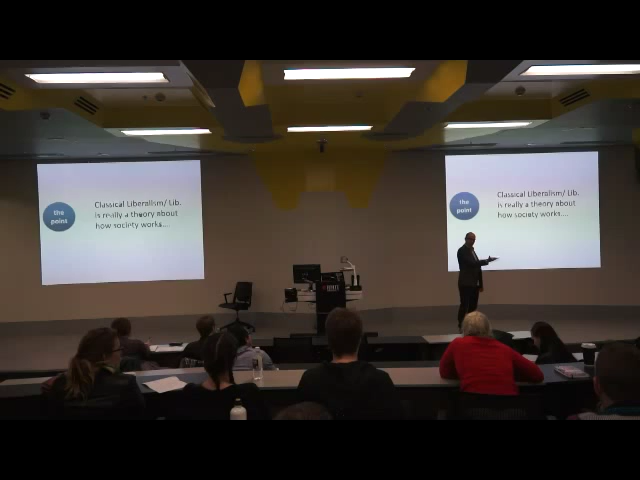 the
point
Classical Liberalism/ Lib.
is really a theory about
how society works....
the
point
Classical Liberalism/ Lib.
is really a theory about
how society works....